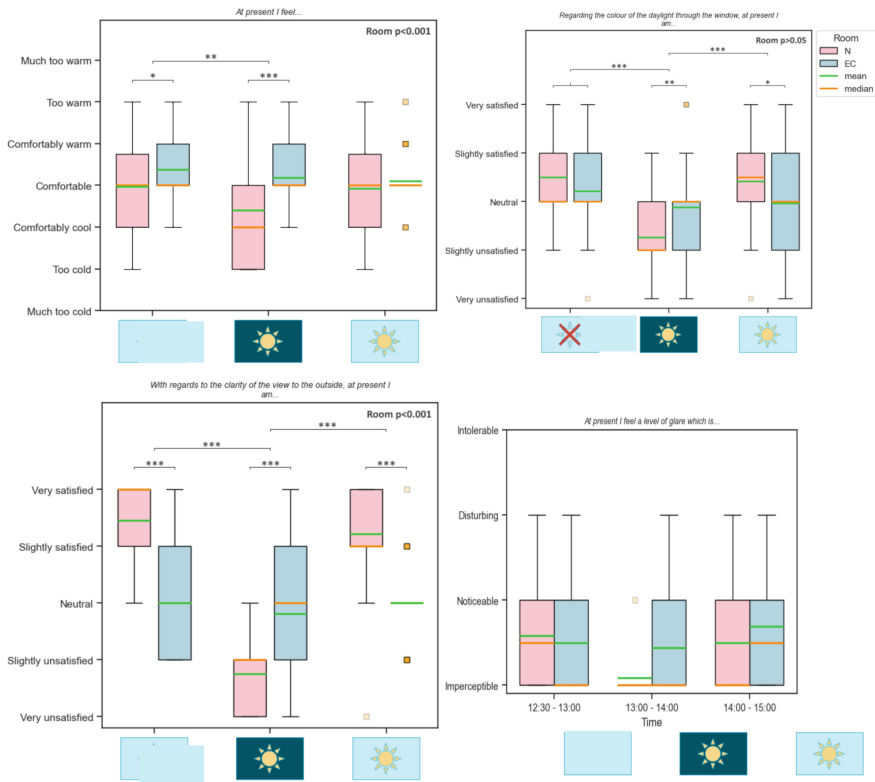 At present I feel...
Room p<0.001
Much too warm
**
*
***
Too warm
Comfortably warm
Comfortable
Comfortably cool
Too cold
Much too cold
Regarding the colour of the daylight through the window, at present I
am...
Room p>0.05
Room
N
EC
mean
median
***
***
**
*
Very satisfied
Slightly satisfied
Neutral
Slightly unsatisfied
Very unsatisfied
With regards to the clarity of the view to the outside, at present I
am...
Room p<0.001
***
***
***
***
***
Very satisfied
Slightly satisfied
Neutral
Slightly unsatisfied
Very unsatisfied
At present I feel a level of glare which is...
Intolerable
Disturbing
Noticeable
Imperceptible
12:30 - 13:00
13:00 - 14:00
14:00 - 15:00
Time